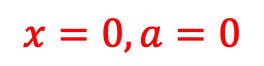 x = 0, a = 0